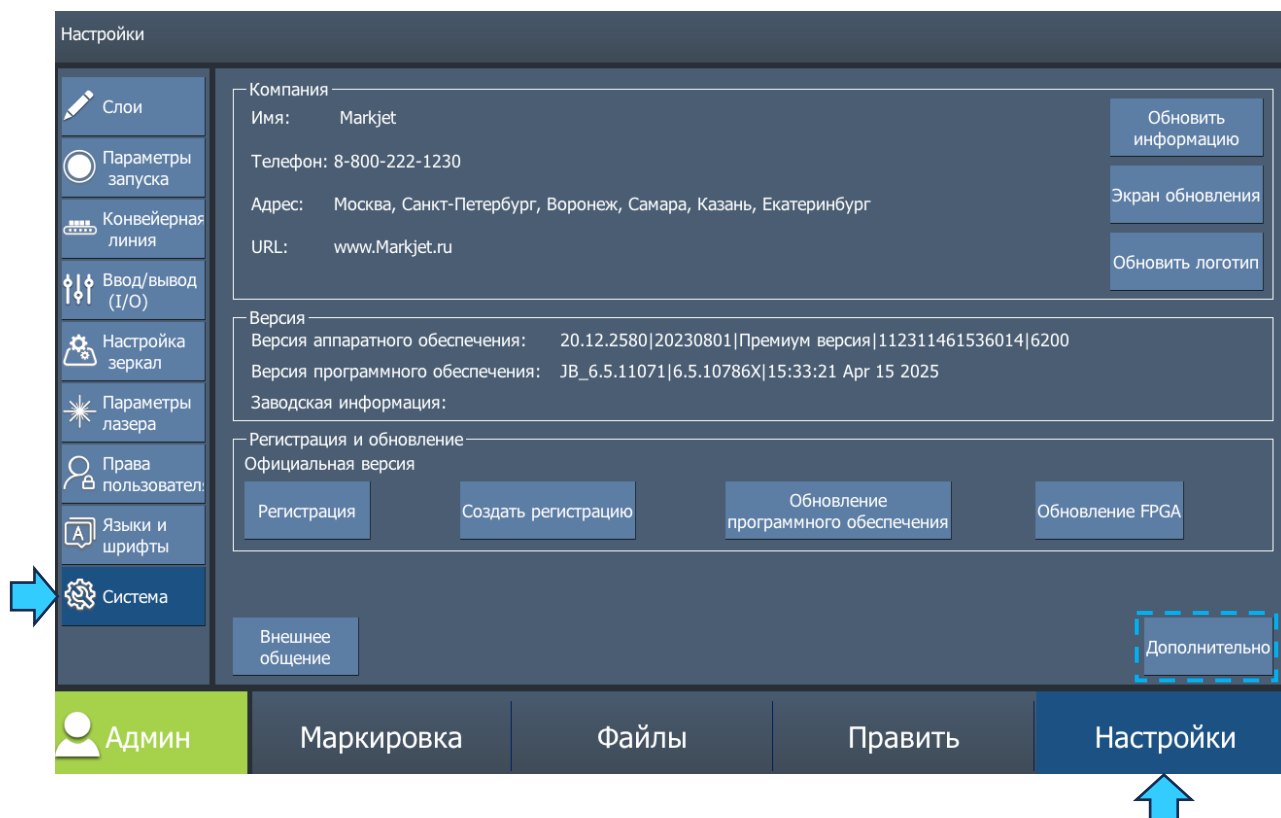 Настройки
Слои
Параметры
запуска
Конвейерная
линия
Ввод/вывод
(I/O)
Настройка
зеркал
Параметры
лазера
Права
пользовател
Языки и
шрифты
Система
Компания
Имя: Markjet
Телефон: 8-800-222-1230
Адрес: Москва, Санкт-Петербург, Воронеж, Самара, Казань, Екатеринбург
URL: www.Markjet.ru
Обновить
информацию
Экран обновления
Обновить логотип
Версия
Версия аппаратного обеспечения: 20.12.2580|20230801|Премиум версия|112311461536014|6200
Версия программного обеспечения: JB_6.5.11071|6.5.10786X|15:33:21 Apr 15 2025
Заводская информация:
Регистрация и обновление
Официальная версия
Регистрация
Создать регистрацию
Обновление
программного обеспечения
Обновление FPGA
Внешнее
общение
Дополнительно
Админ
Маркировка
Файлы
Править
Настройки